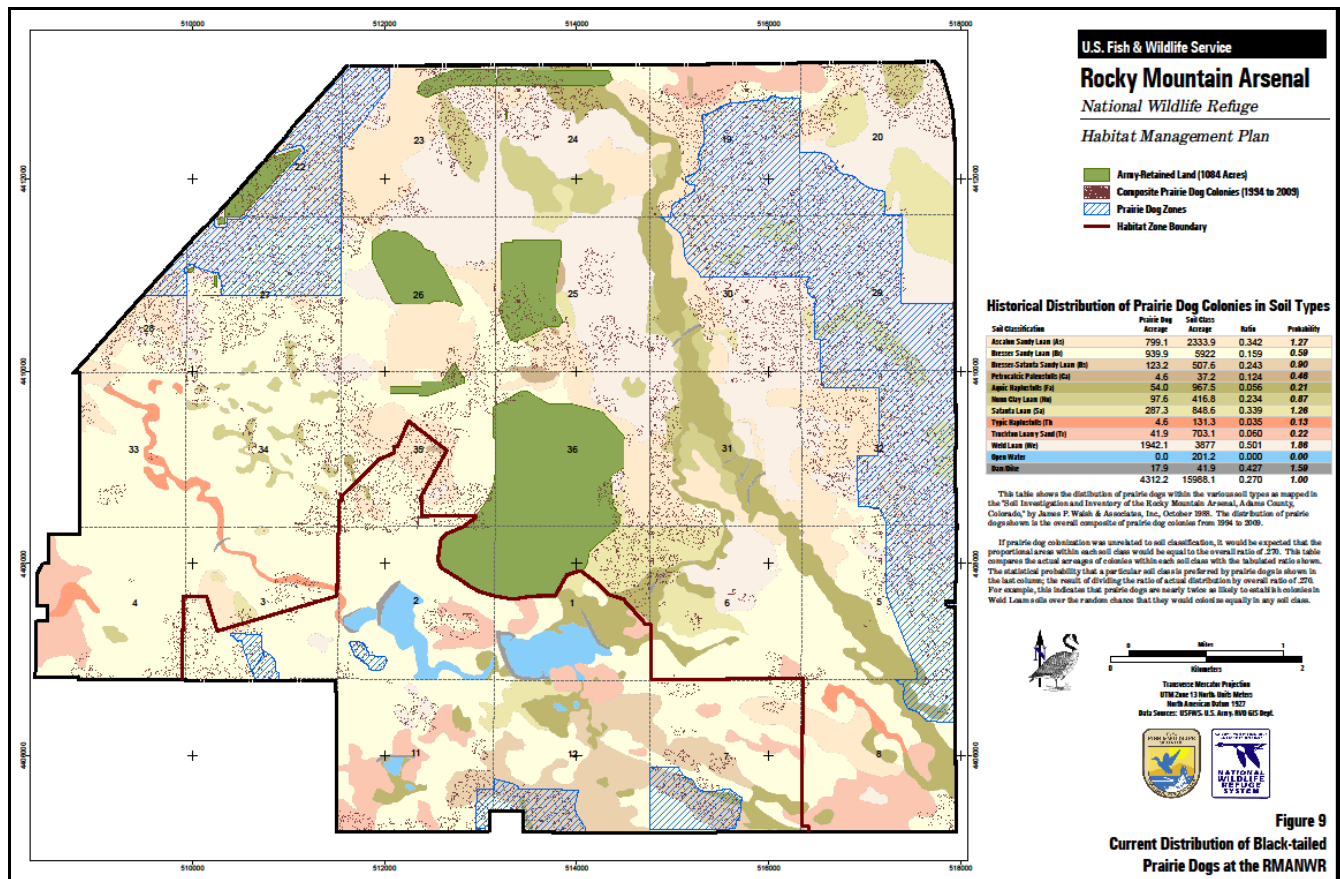 510000 512000 514000 516000 518000
U.S. Fish & Wildlife Service
Rocky Mountain Arsenal
National Wildlife Refuge
Habitat Management Plan
Army-Retained Land (1084 Acres)
Composite Prairie Dog Colonies (1994 to 2009)
Prairie Dog Zones
Habitat Zone Boundary
23 24 19 20
22
4412000 4412000
27 26 25 30 29
28
4410000 4410000
33 34 35 36 31 32
4408000 4408000
4 3 2 1 6 5
11 12 7 8
4406000 4406000
510000 512000 514000 516000 518000
Historical Distribution of Prairie Dog Colonies in Soil Types
Soil Classification Prairie Dog Acreage Soil Class Acreage Ratio Probability
Ascalon Sandy Loam (As) 799.1 2333.9 0.342 1.27
Bresser Sandy Loam (Br) 939.9 5922 0.159 0.59
Bresser-Satanta Sandy Loam (Bs) 123.2 507.6 0.243 0.90
Petrocalcic Paleustolls (Ca) 4.6 37.2 0.124 0.46
Aquic Haplustolls (Fa) 54.0 967.5 0.056 0.21
Nunn Clay Loam (Nu) 97.6 416.8 0.234 0.87
Satanta Loam (Sa) 287.3 848.6 0.339 1.26
Typic Haplustolls (Th 4.6 131.3 0.035 0.13
Truckton Loamy Sand (Tr) 41.9 703.1 0.060 0.22
Weld Loam (We) 1942.1 3877 0.501 1.86
Open Water 0.0 201.2 0.000 0.00
Dam/Dike 17.9 41.9 0.427 1.59
4312.2 15988.1 0.270 1.00
This table shows the distibution of prairie dogs within the various soil types as mapped in
the "Soil Investigation and Inventory of the Rocky Mountain Arsenal, Adams County,
Colorado," by James P. Walsh & Associates, Inc., October 1988. The distribution of prairie
dogs shown is the overall composite of prairie dog colonies from 1994 to 2009.
If prairie dog colonization was unrelated to soil classification, it would be expected that the
proportional areas within each soil class would be equal to the overall ratio of .270. This table
compares the actual acreages of colonies within each soil class with the tabulated ratio shown.
The statistical probability that a particular soil class is preferred by prairie dogs is shown in
the last column; the result of dividing the ratio of actual distribution by overall ratio of .270.
For example, this indicates that prairie dogs are nearly twice as likely to establish colonies in
Weld Loam soils over the random chance that they would colonize equally in any soil class.
N
0 Miles 1
0 Kilometers 2
Transverse Mercator Projection
UTM Zone 13 North, Units Meters
North American Datum 1927
Data Sources: USFWS, U.S. Army, RVO GIS Dept.
NATIONAL
WILDLIFE
REFUGE
SYSTEM
Figure 9
Current Distribution of Black-tailed
Prairie Dogs at the RMANWR